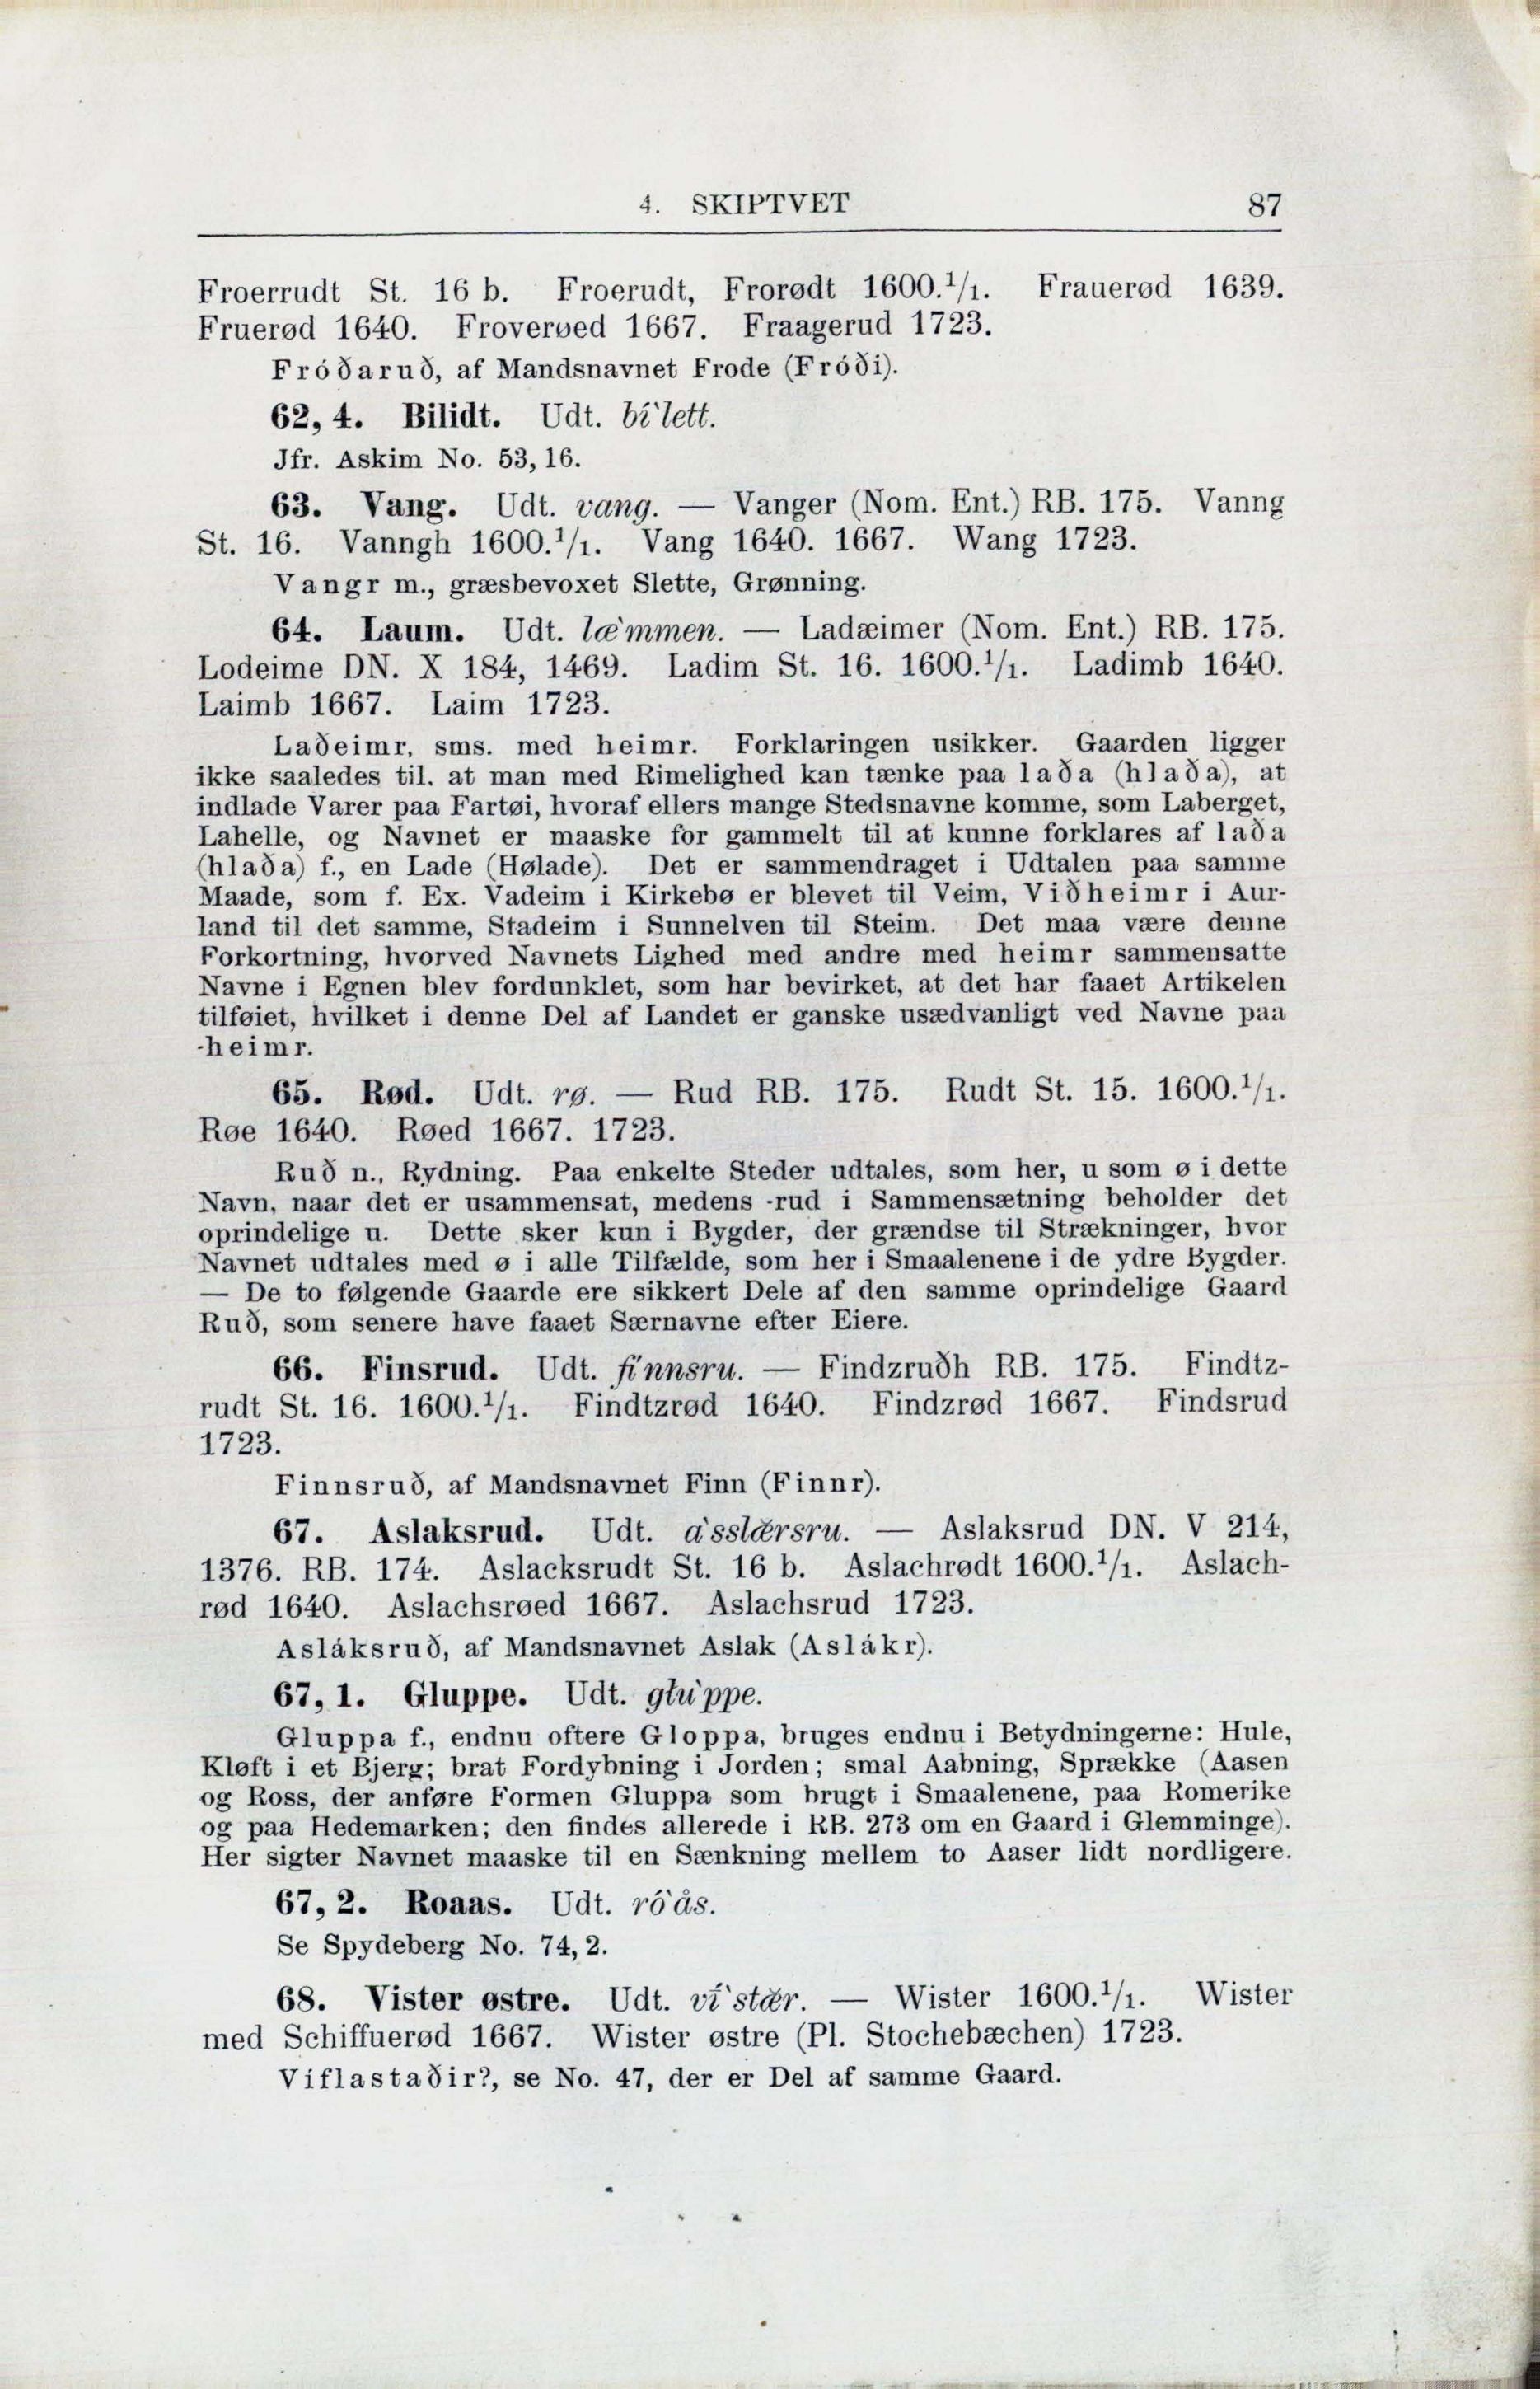 4. SKIPTVET 87
Froerrudt St. 16 b. Froerudt, Frorødt 1600.¹/₁. Frauerød 1639.
Fruerød 1640. Froverøed 1667. Fraagerud 1723.
Fróðaruð, af Mandsnavnet Frode (Fróði).
62, 4. Bilidt. Udt. bi`lett.
Jfr. Askim No. 53, 16.
63. Vang. Udt. vang. — Vanger (Nom. Ent.) RB. 175. Vanng
St. 16. Vanngh 1600.¹/₁. Vang 1640. 1667. Wang 1723.
Vangr m., græsbevoxet Slette, Grønning.
64. Laum. Udt. læ`mmen. — Ladæimer (Nom. Ent.) RB. 175.
Lodeime DN. X 184, 1469. Ladim St. 16. 1600.¹/₁. Ladimb 1640.
Laimb 1667. Laim 1723.
Laðeimr, sms. med heimr. Forklaringen usikker. Gaarden ligger
ikke saaledes til. at man med Rimelighed kan tænke paa laða (hlaða), at
indlade Varer paa Fartøi, hvoraf ellers mange Stedsnavne komme, som Laberget,
Lahelle, og Navnet er maaske for gammelt til at kunne forklares af laða
(hlaða) f., en Lade (Hølade). Det er sammendraget i Udtalen paa samme
Maade, som f. Ex. Vadeim i Kirkebø er blevet til Veim, Viðheimr i Aur-
land til det samme, Stadeim i Sunnelven til Steim. Det maa være denne
Forkortning, hvorved Navnets Lighed med andre med heimr sammensatte
Navne i Egnen blev fordunklet, som har bevirket, at det har faaet Artikelen
tilføiet, hvilket i denne Del af Landet er ganske usædvanligt ved Navne paa
-heimr.
65. Rød. Udt. rø. — Rud RB. 175. Rudt St. 15. 1600.¹/₁.
Røe 1640. Røed 1667. 1723.
Ruð n., Rydning. Paa enkelte Steder udtales, som her, u som ø i dette
Navn, naar det er usammensat, medens -rud i Sammensætning beholder det
oprindelige u. Dette sker kun i Bygder, der grændse til Strækninger, hvor
Navnet udtales med ø i alle Tilfælde, som her i Smaalenene i de ydre Bygder.
— De to følgende Gaarde ere sikkert Dele af den samme oprindelige Gaard
Ruð, som senere have faaet Særnavne efter Eiere.
66. Finsrud. Udt. fi`nnsru. — Findzruðh RB. 175. Findtz-
rudt St. 16. 1600.¹/₁. Findtzrød 1640. Findzrød 1667. Findsrud
1723.
Finnsruð, af Mandsnavnet Finn (Finnr).
67. Aslaksrud. Udt. a`sslærsru. — Aslaksrud DN. V 214,
1376. RB. 174. Aslacksrudt St. 16 b. Aslachrødt 1600.¹/₁. Aslach-
rød 1640. Aslachsrøed 1667. Aslachsrud 1723.
Aslåksruð, af Mandsnavnet Aslak (Aslákr).
67, 1. Gluppe. Udt. glu`ppe.
Gluppa f., endnu oftere Gloppa, bruges endnu i Betydningerne: Hule,
Kløft i et Bjerg; brat Fordybning i Jorden; smal Aabning, Sprække (Aasen
og Ross, der anføre Formen Gluppa som brugt i Smaalenene, paa Romerike
og paa Hedemarken; den findes allerede i RB. 273 om en Gaard i Glemminge).
Her sigter Navnet maaske til en Sænkning mellem to Aaser lidt nordligere.
67, 2. Roaas. Udt. ró`ås.
Se Spydeberg No. 74, 2.
68. Vister østre. Udt. vi`stær. — Wister 1600.¹/₁. Wister
med Schiffuerød 1667. Wister østre (Pl. Stochebæchen) 1723.
Viflastaðir?, se No. 47, der er Del af samme Gaard.